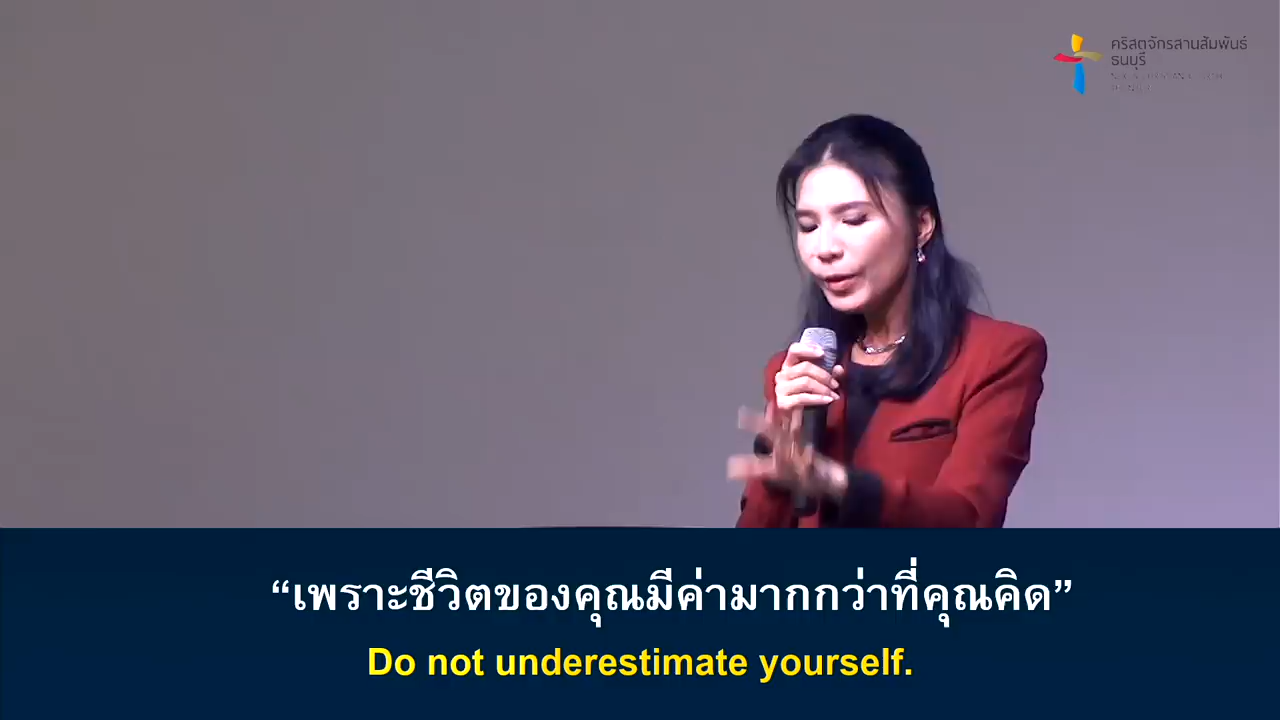 คริสตจักรสานสัมพันธ์
ธนบุรี
“เพราะชีวิตของคุณมีค่ามากกว่าที่คุณคิด”
Do not underestimate yourself.